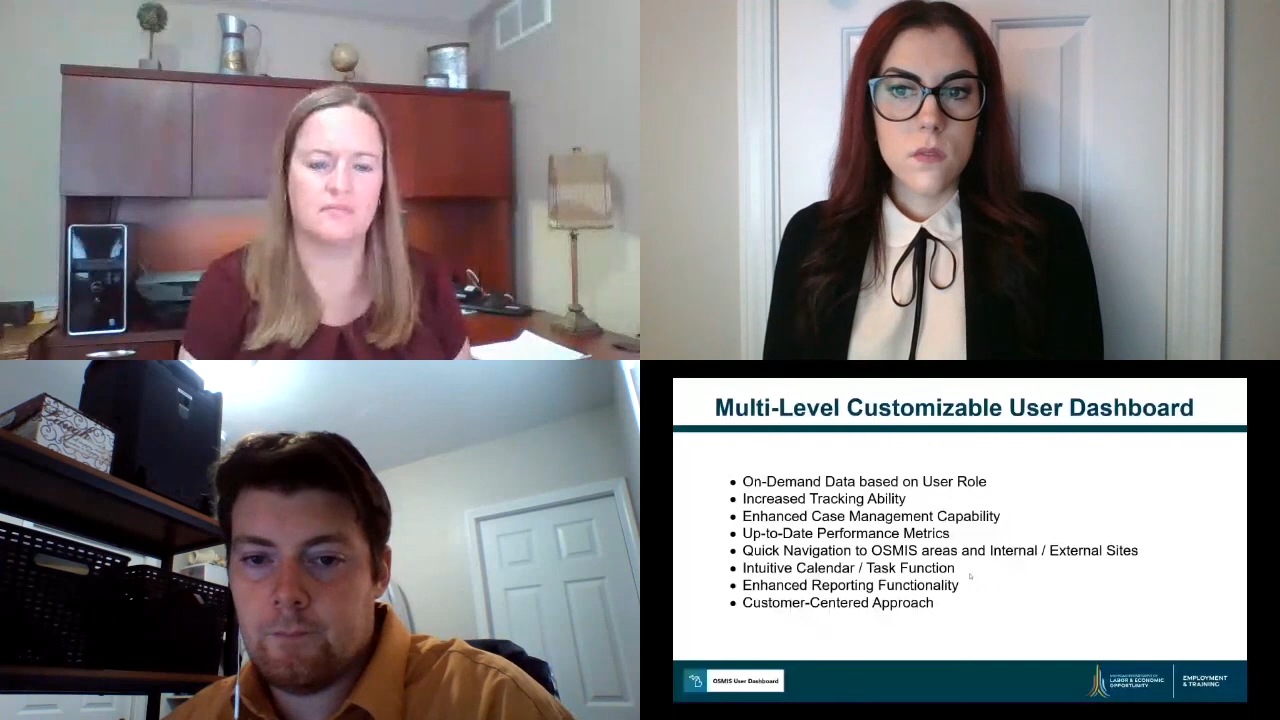 Multi-Level Customizable User Dashboard
On-Demand Data based on User Role
Increased Tracking Ability
Enhanced Case Management Capability
Up-to-Date Performance Metrics
Quick Navigation to OSMIS areas and Internal / External Sites
Intuitive Calendar / Task Function
Enhanced Reporting Functionality
Customer-Centered Approach
OSMIS User Dashboard
LABOR & ECONOMIC
OPPORTUNITY
EMPLOYMENT
& TRAINING